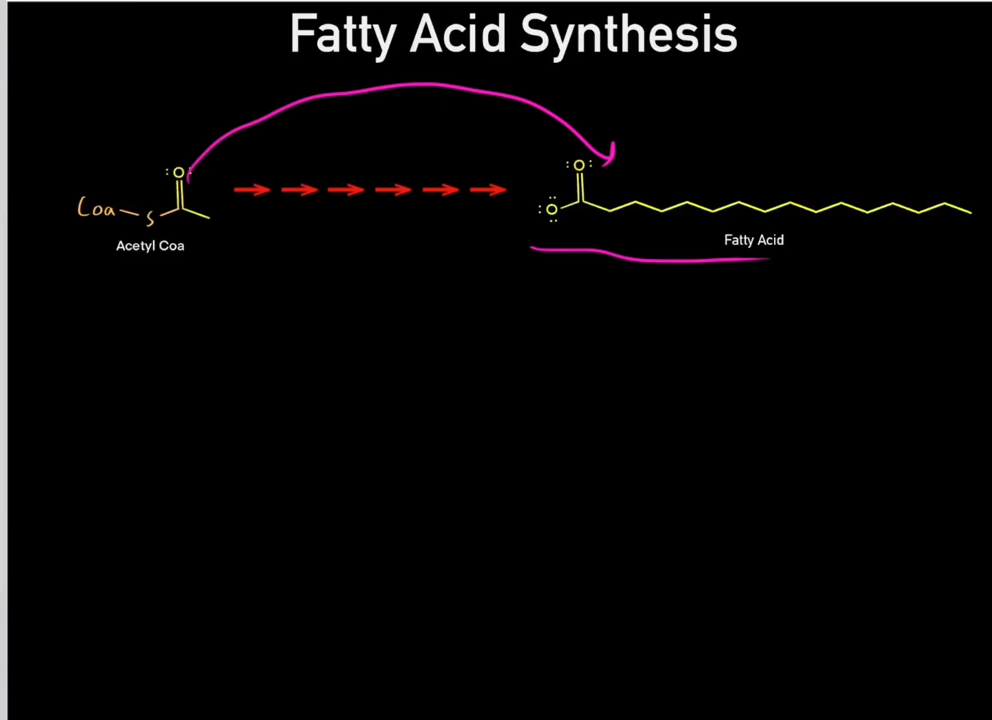 Fatty Acid Synthesis
:O:
:O:
Coa
S
:O:
Acetyl Coa
Fatty Acid